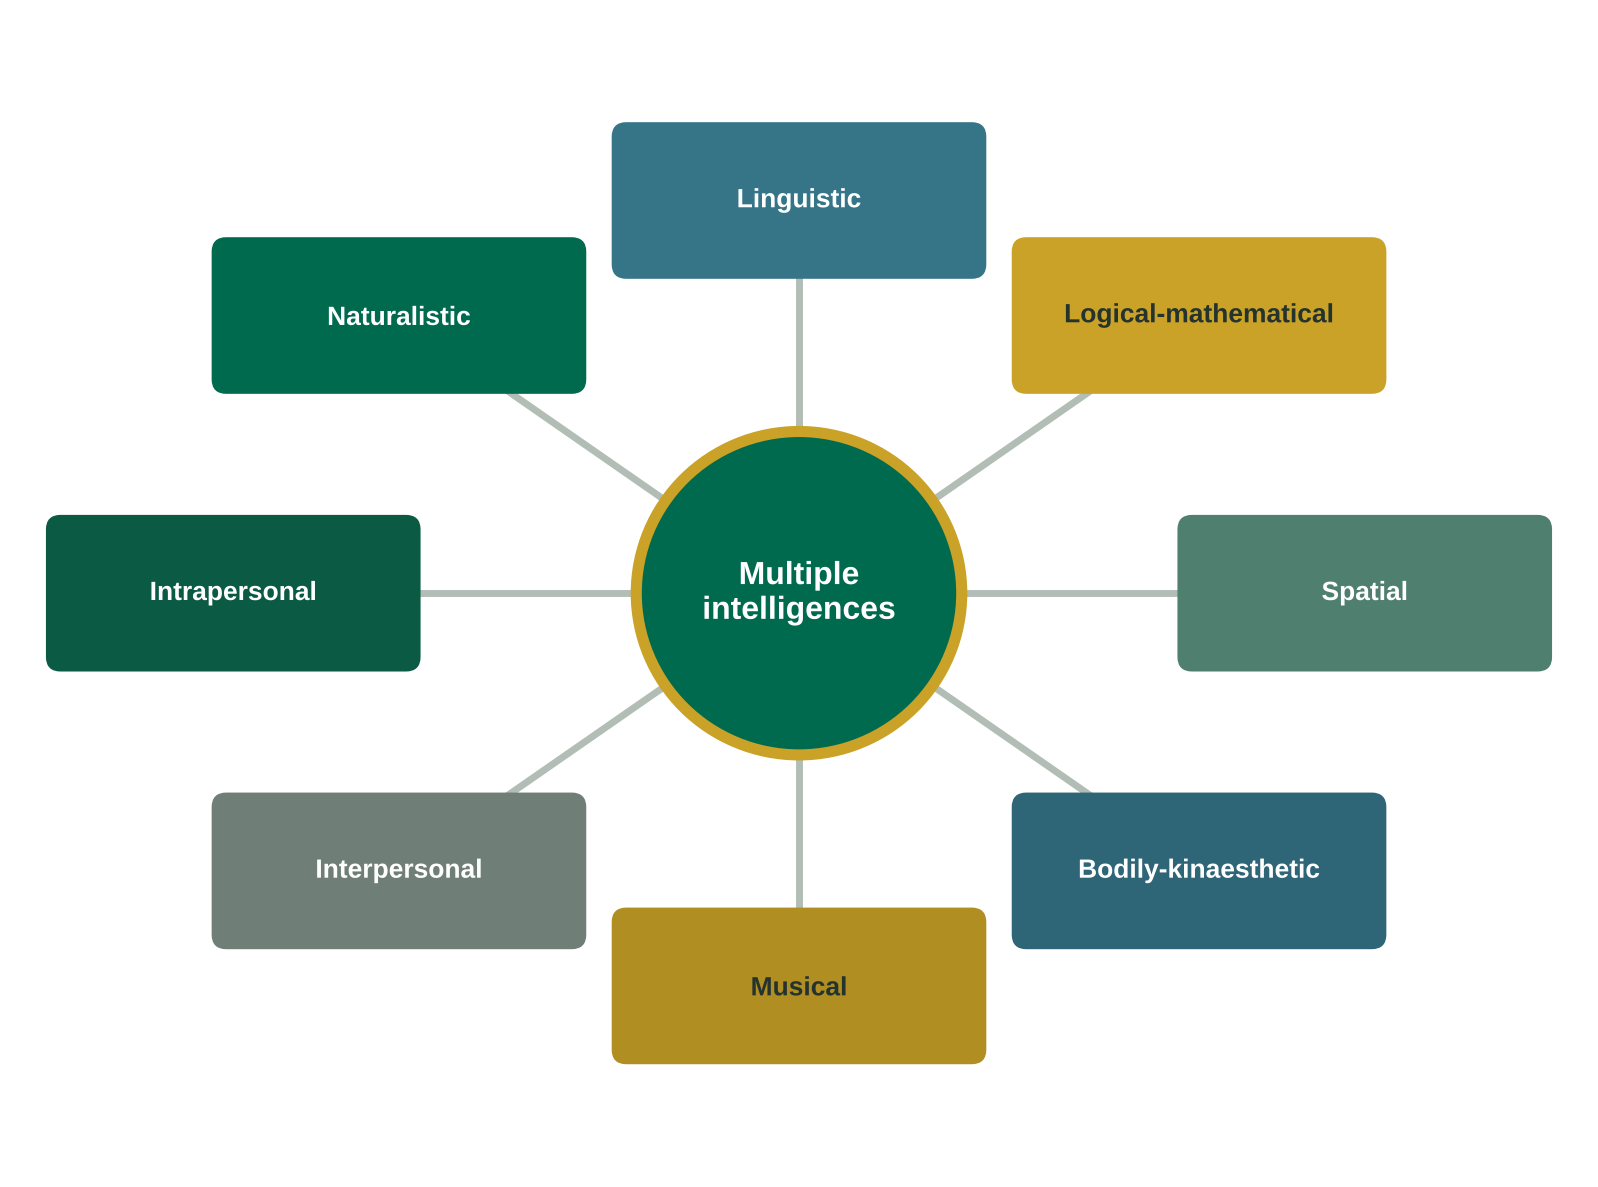 Linguistic
Naturalistic
Logical-mathematical
Multiple
intelligences
Intrapersonal
Spatial
Interpersonal
Bodily-kinaesthetic
Musical